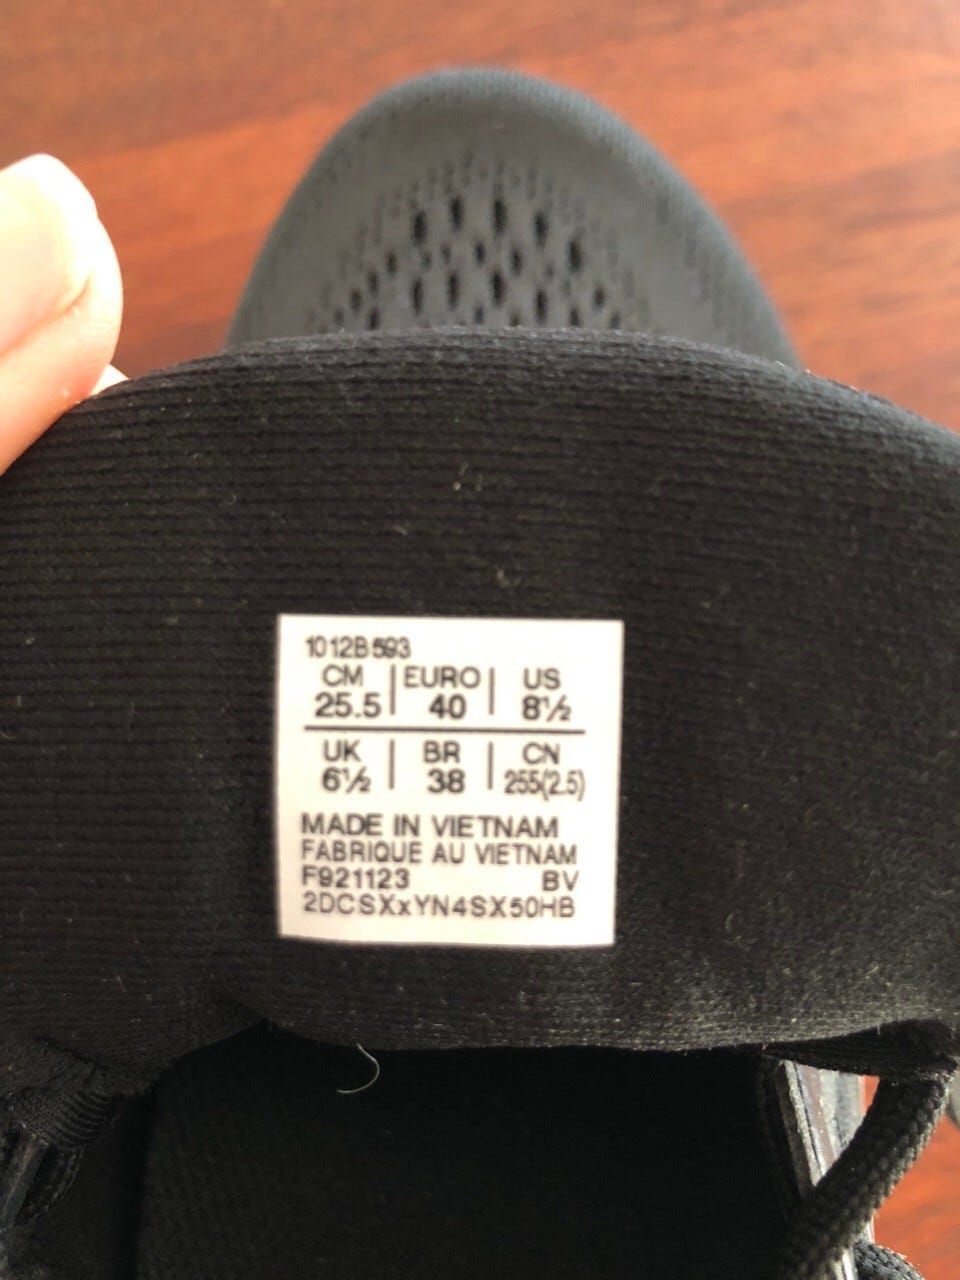 1012B593
CM | EURO | US
25.5 | 40 | 8½
UK | BR | CN
6½ | 38 | 255(2.5)
MADE IN VIETNAM
FABRIQUE AU VIETNAM
F921123 BV
2DCSXxYN4SX50HB